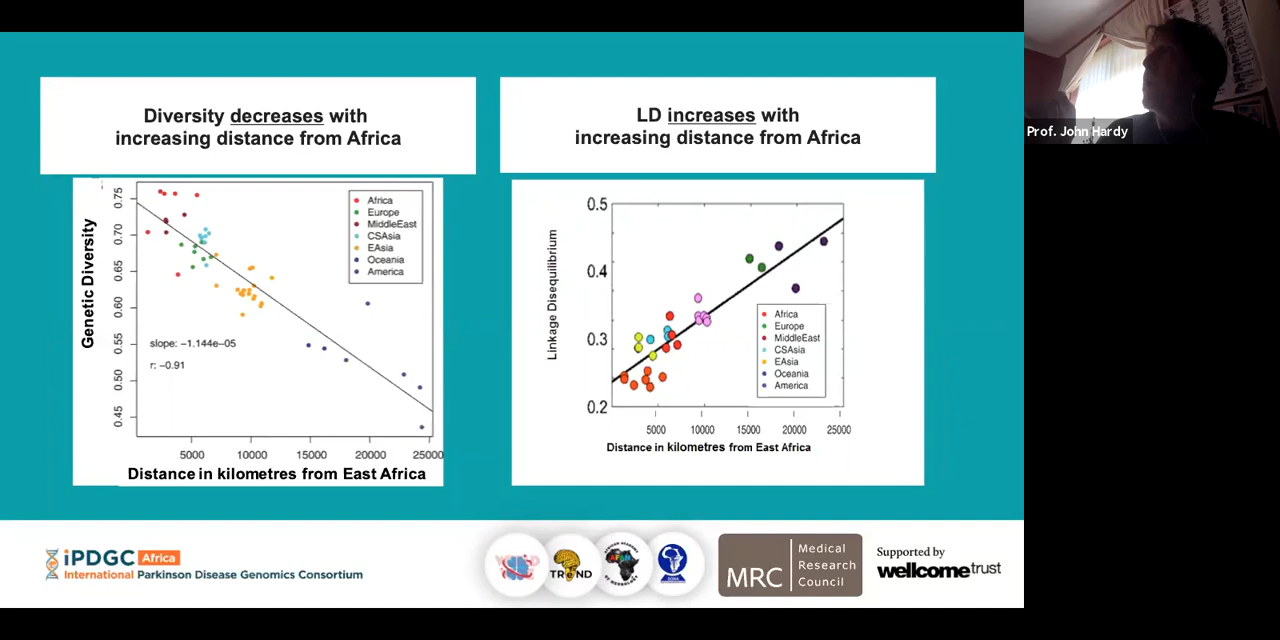 Diversity decreases with
increasing distance from Africa
LD increases with
increasing distance from Africa
Prof. John Hardy
Genetic Diversity
0.75
0.70
0.65
0.60
0.55
0.50
0.45
Africa
Europe
MiddleEast
CSAsia
EAsia
Oceania
America
slope: −1.144e−05
r: −0.91
5000
10000
15000
20000
25000
Distance in kilometres from East Africa
Linkage Disequilibrium
0.5
0.4
0.3
0.2
Africa
Europe
MiddleEast
CSAsia
EAsia
Oceania
America
5000
10000
15000
20000
25000
Distance in kilometres from East Africa
iPDGC Africa
International Parkinson Disease Genomics Consortium
TReND
MRC
Medical
Research
Council
Supported by
wellcometrust